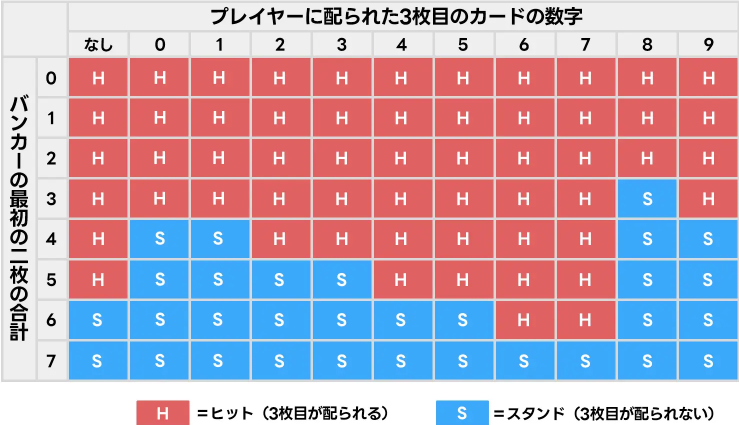 プレイヤーに配られた3枚目のカードの数字
なし 0 1 2 3 4 5 6 7 8 9
バンカーの最初の二枚の合計
0 H H H H H H H H H H H
1 H H H H H H H H H H H
2 H H H H H H H H H H H
3 H H H H H H H H H S H
4 H S S H H H H H H S S
5 H S S S S H H H H S S
6 S S S S S S S H H S S
7 S S S S S S S S S S S
H =ヒット（3枚目が配られる） S =スタンド（3枚目が配られない）